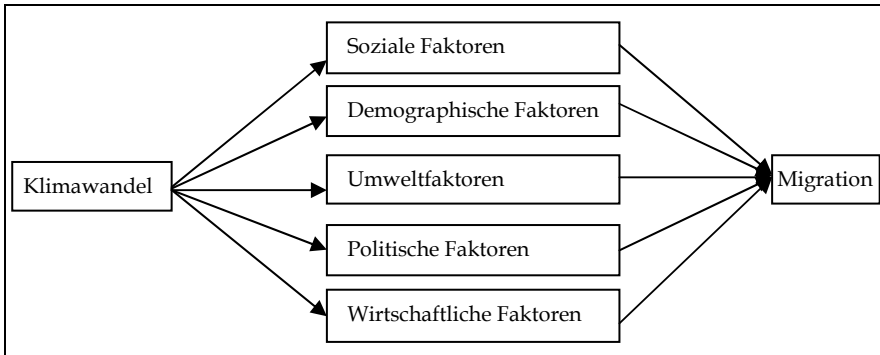 Soziale Faktoren
Demographische Faktoren
Klimawandel
Umweltfaktoren
Migration
Politische Faktoren
Wirtschaftliche Faktoren